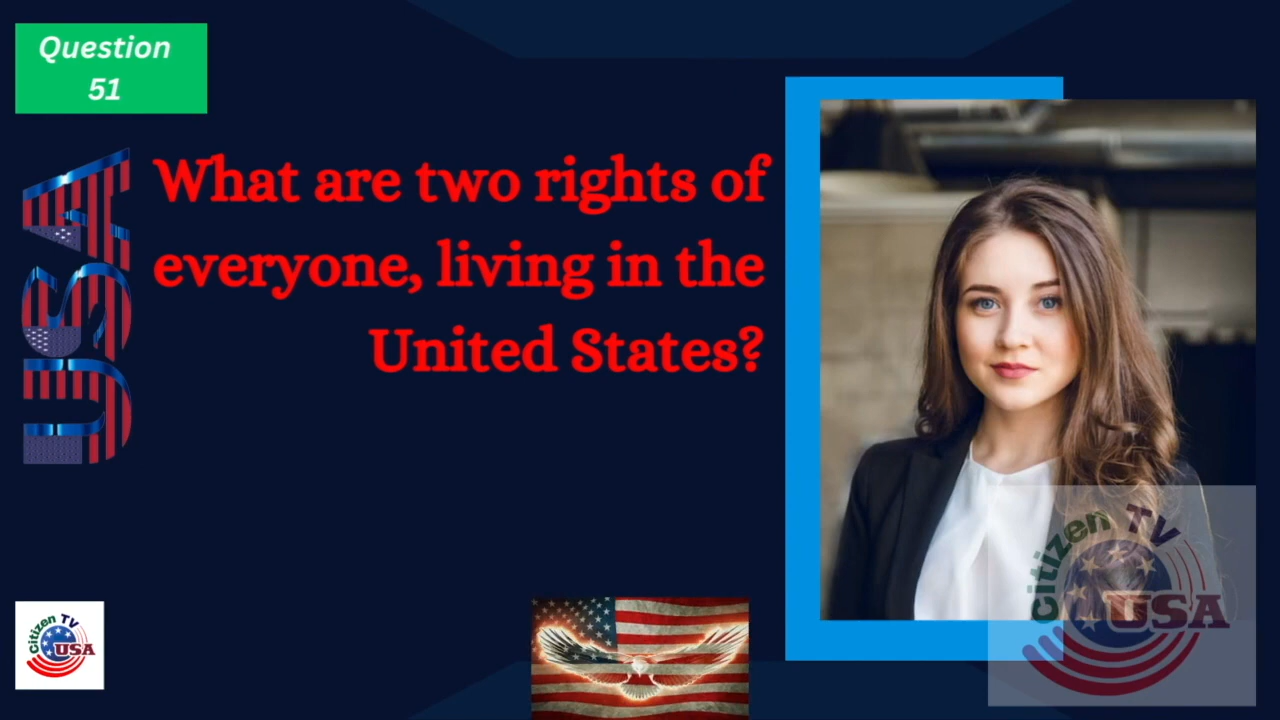 Question
51
USA
What are two rights of
everyone, living in the
United States?
Citizen TV
USA
Citizen TV
USA